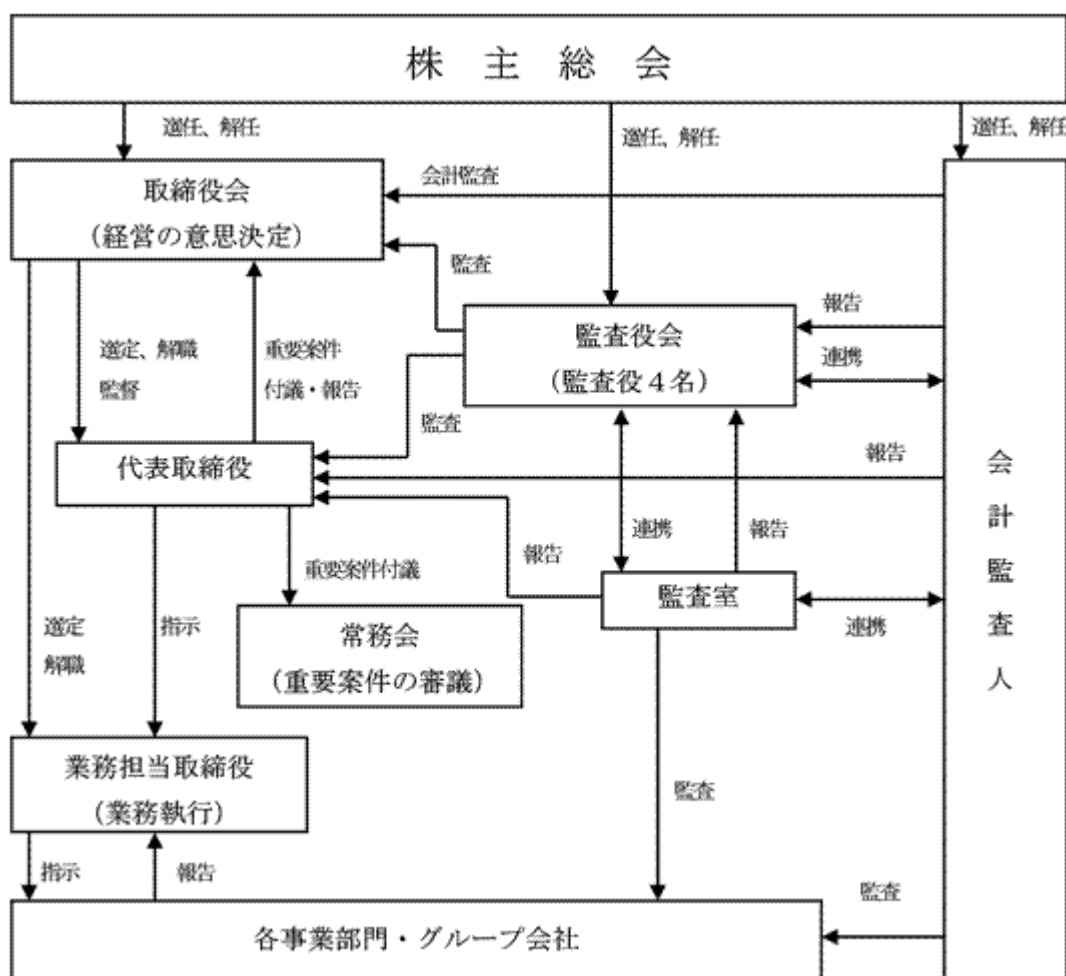 株主総会
選任、解任
選任、解任
選任、解任
取締役会
（経営の意思決定）
会計監査
監査
監査役会
（監査役４名）
報告
連携
選定、解職
監督
重要案件
付議・報告
監査
代表取締役
報告
会計監査人
報告
連携
報告
重要案件付議
監査室
連携
常務会
（重要案件の審議）
選定
解職
指示
業務担当取締役
（業務執行）
監査
指示
報告
監査
各事業部門・グループ会社